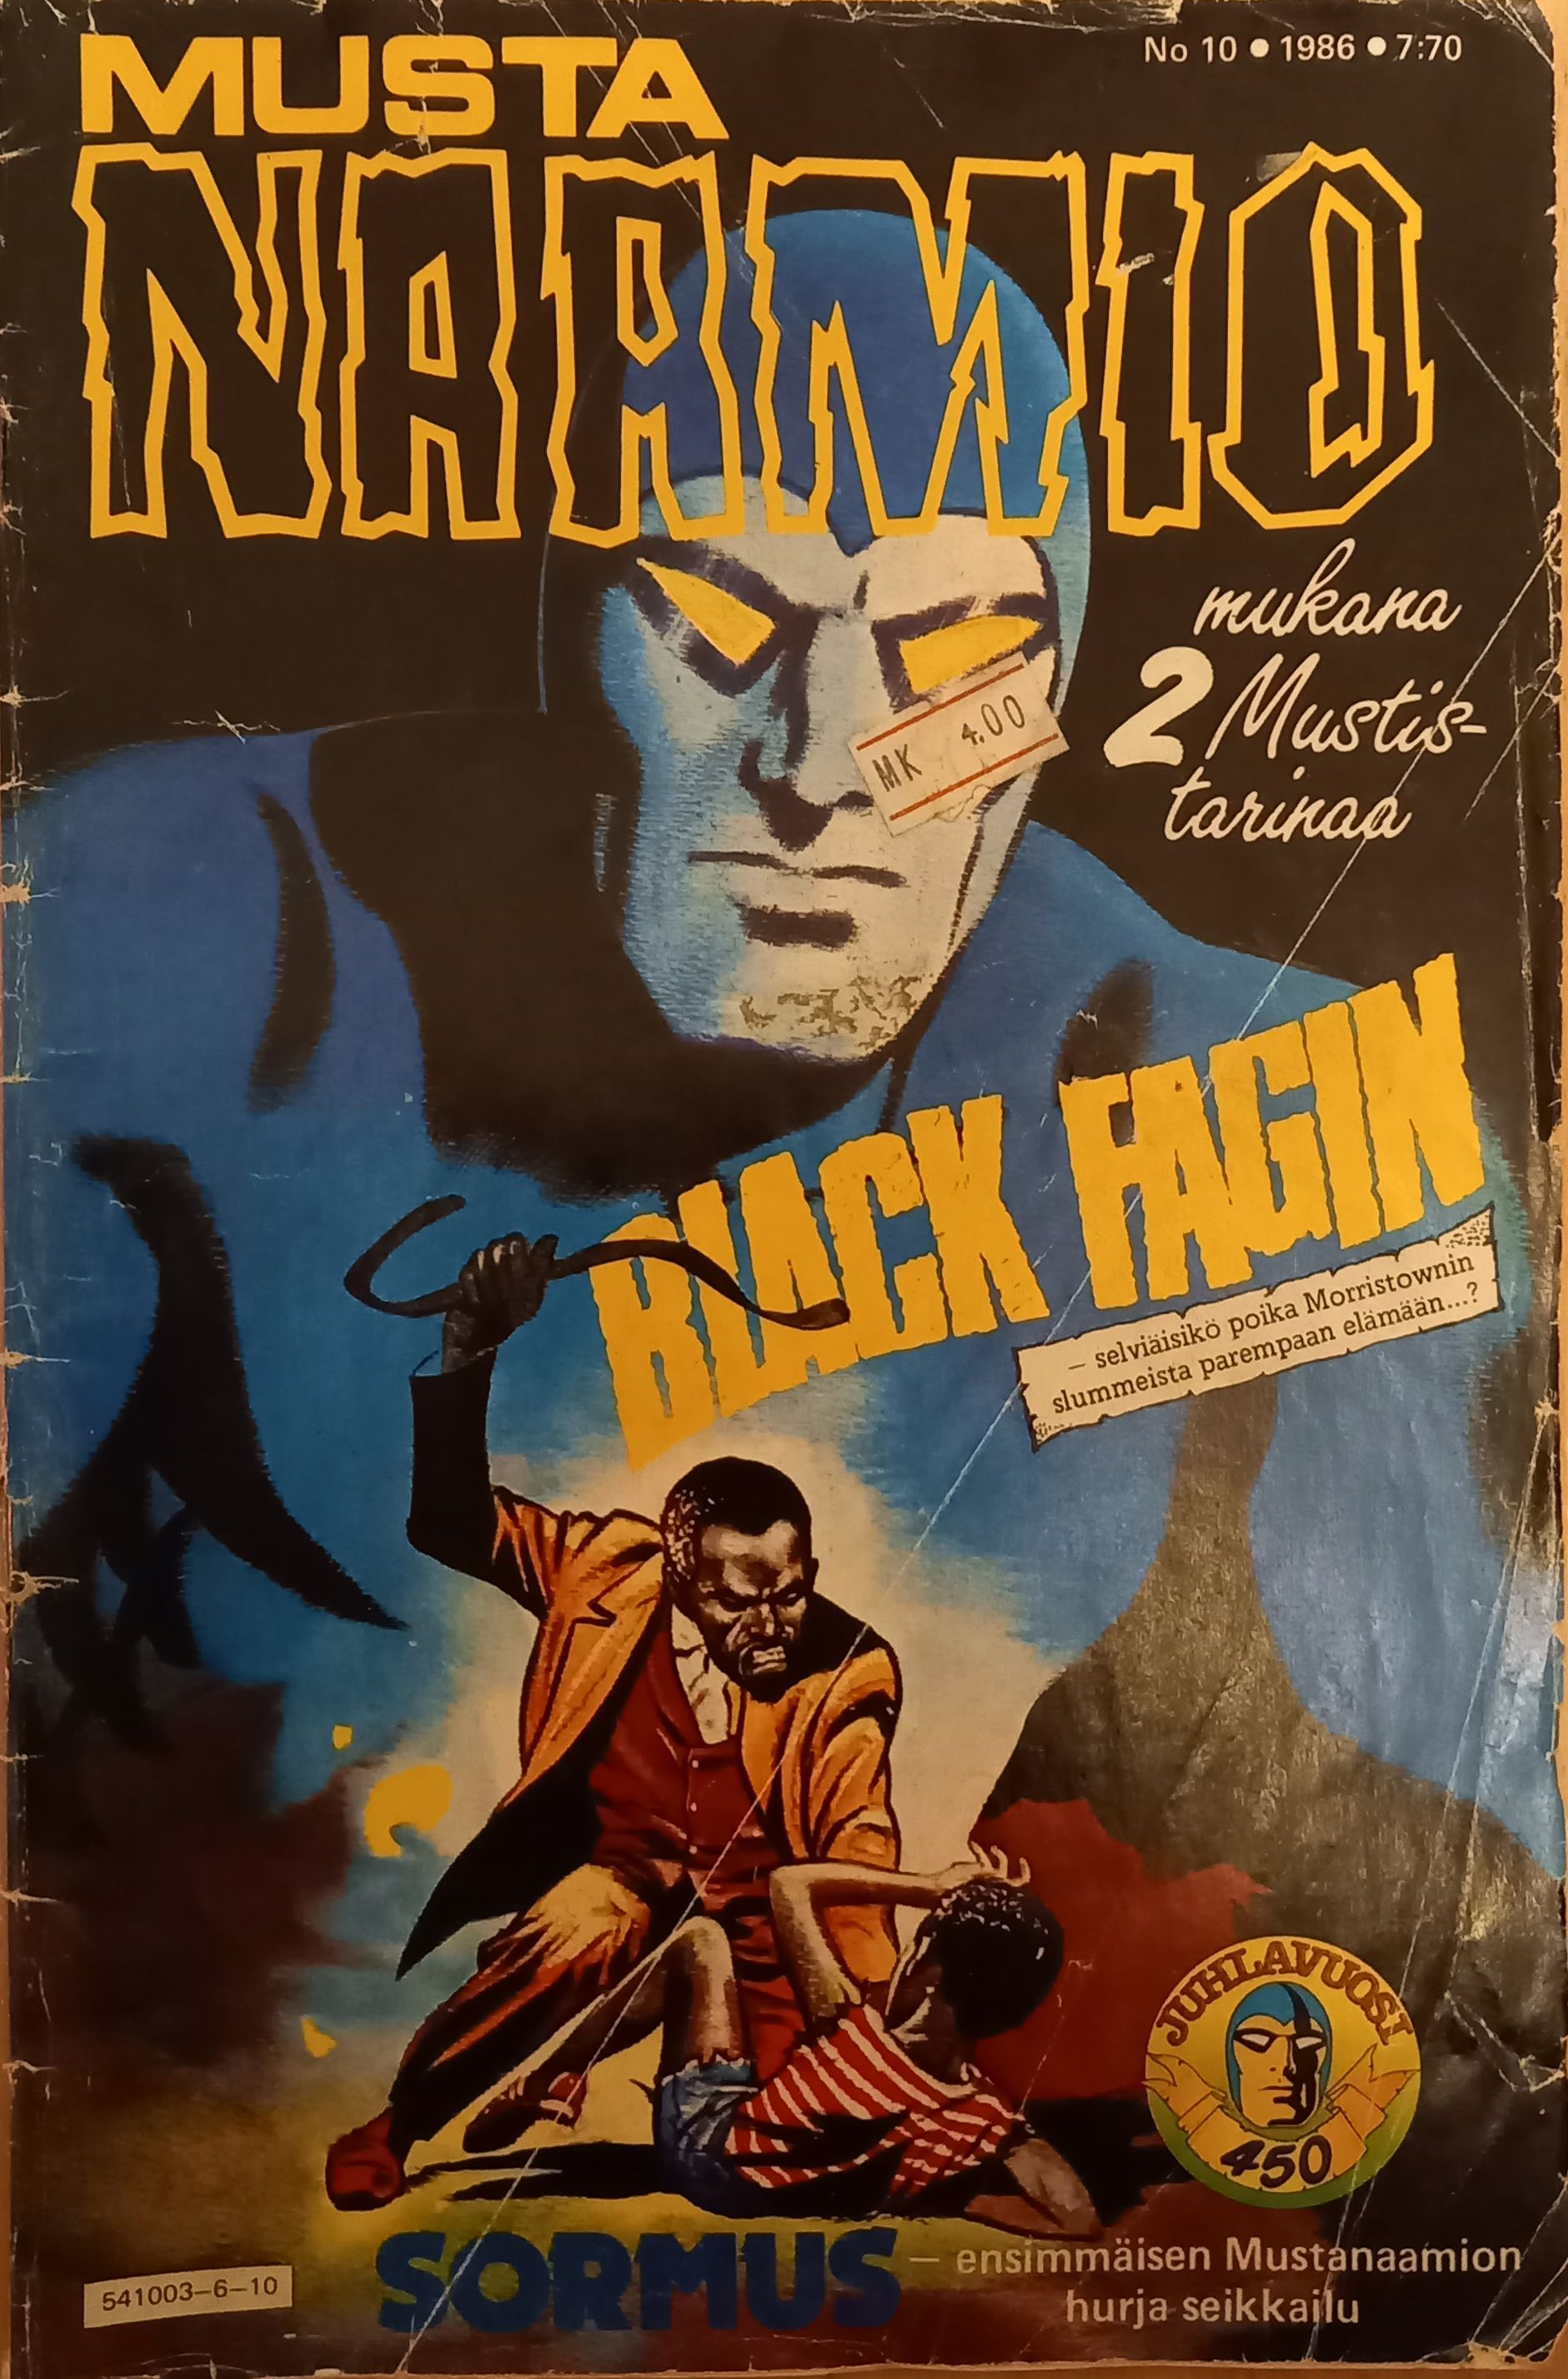 MUSTA
No 10 • 1986 • 7:70
NAAMIO
mukana
2 Mustis-
tarinaa
MK 4.00
BLACK FAGIN
– selviäisikö poika Morristownin
slummeista parempaan elämään...?
JUHLAVUOSI
450
SORMUS – ensimmäisen Mustanaamion
hurja seikkailu
541003–6–10